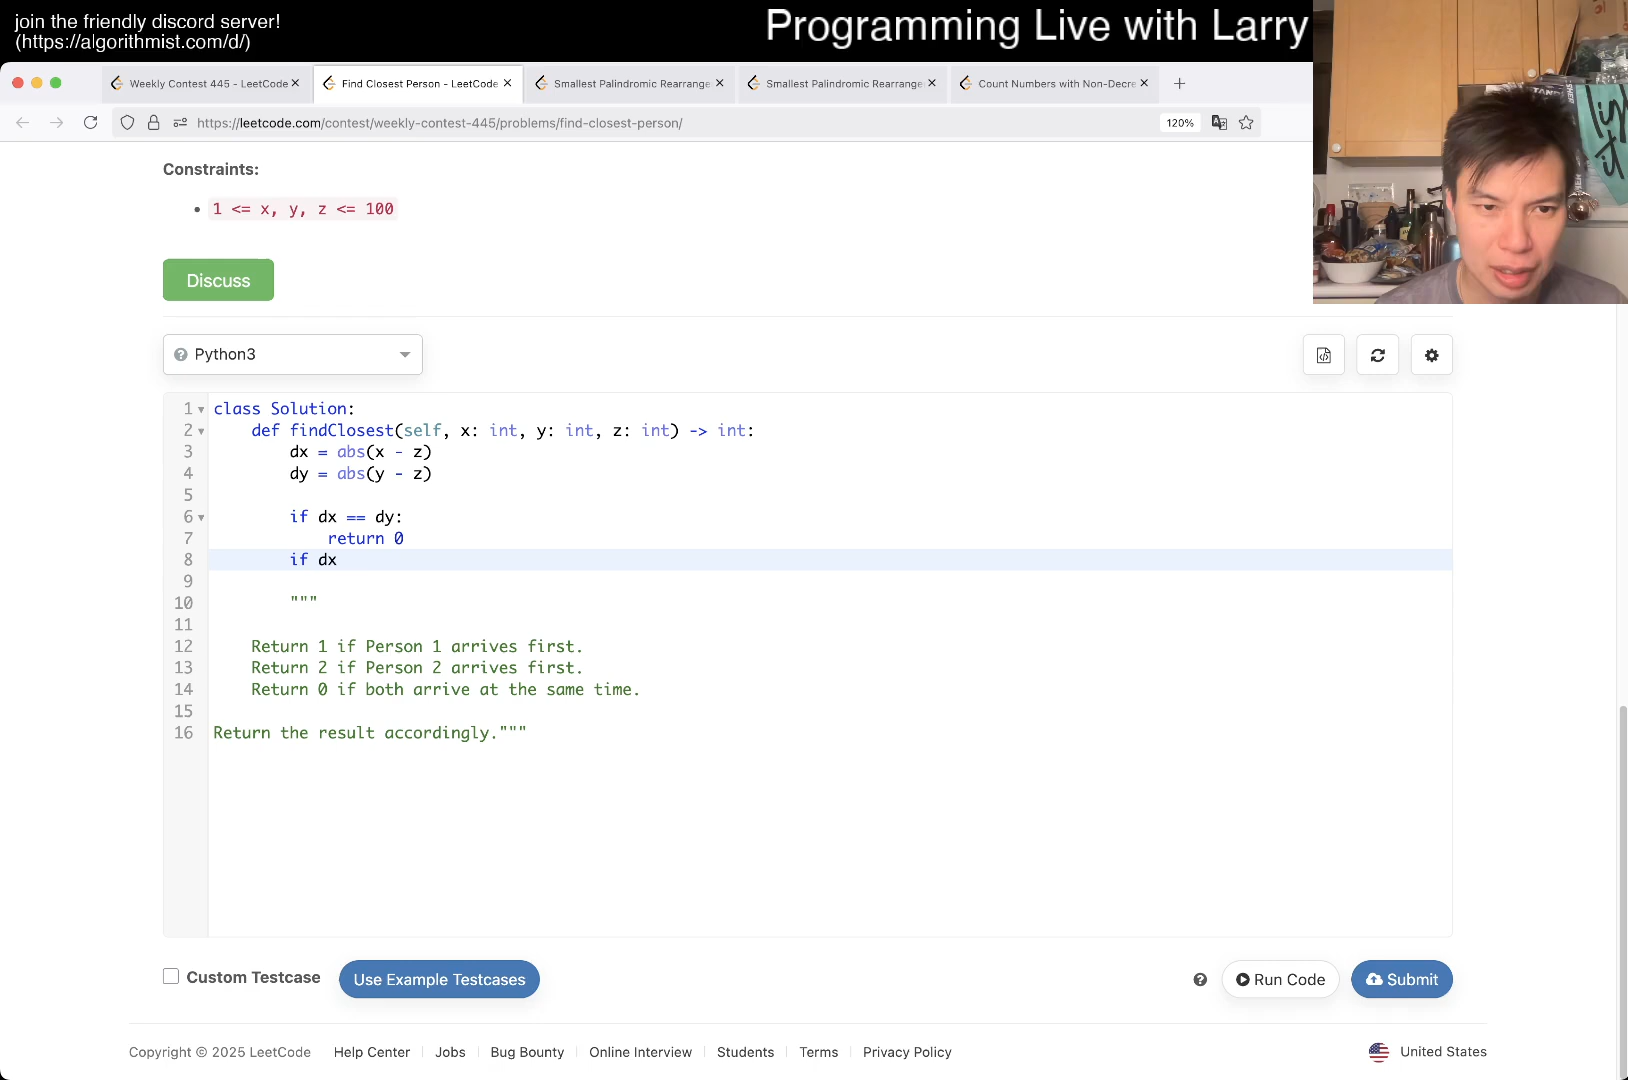 join the friendly discord server!
(https://algorithmist.com/d/)
Programming Live with Larry
Weekly Contest 445 - LeetCode
Find Closest Person - LeetCode
Smallest Palindromic Rearrange
Smallest Palindromic Rearrange
Count Numbers with Non-Decre
https://leetcode.com/contest/weekly-contest-445/problems/find-closest-person/
120%
Constraints:
• 1 <= x, y, z <= 100
Discuss
Python3
1 class Solution:
2 def findClosest(self, x: int, y: int, z: int) -> int:
3 dx = abs(x - z)
4 dy = abs(y - z)
5
6 if dx == dy:
7 return 0
8 if dx
9
10 """
11
12 Return 1 if Person 1 arrives first.
13 Return 2 if Person 2 arrives first.
14 Return 0 if both arrive at the same time.
15
16 Return the result accordingly."""
Custom Testcase
Use Example Testcases
Run Code
Submit
Copyright © 2025 LeetCode
Help Center
Jobs
Bug Bounty
Online Interview
Students
Terms
Privacy Policy
United States